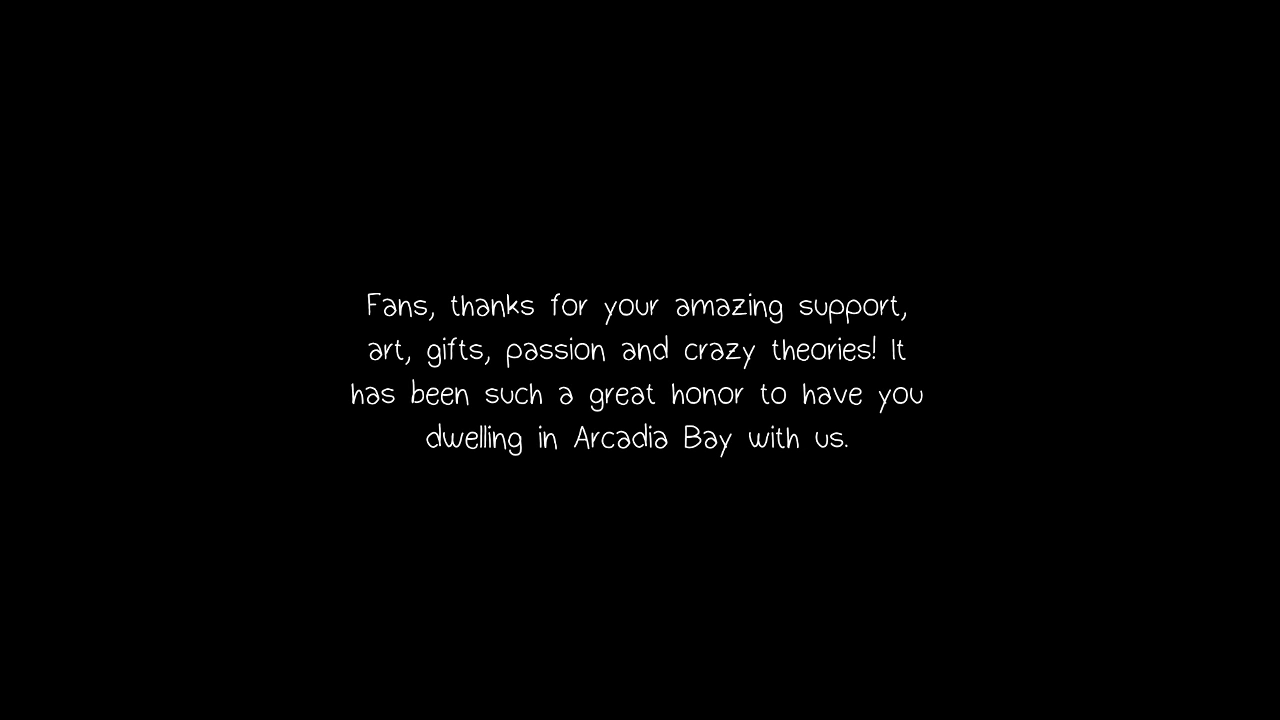 Fans, thanks for your amazing support,
art, gifts, passion and crazy theories! It
has been such a great honor to have you
dwelling in Arcadia Bay with us.